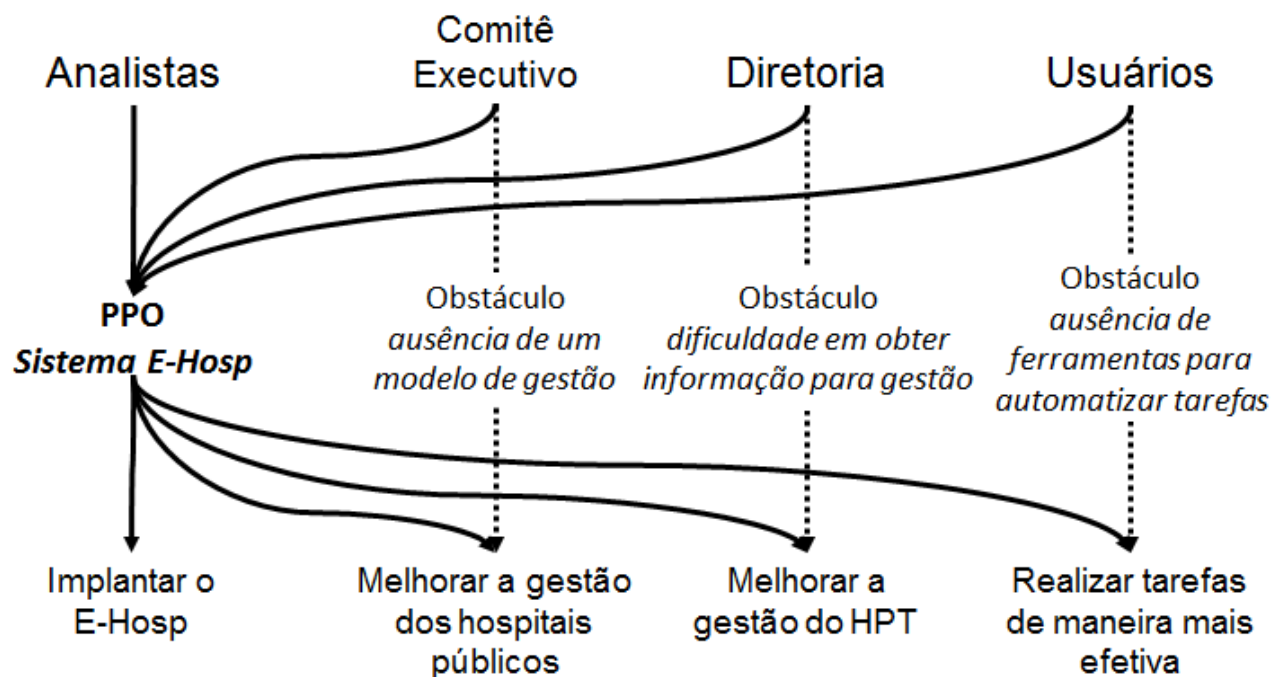 Analistas
Comitê
Executivo
Diretoria
Usuários
PPO
Sistema E-Hosp
Obstáculo
ausência de um
modelo de gestão
Obstáculo
dificuldade em obter
informação para gestão
Obstáculo
ausência de
ferramentas para
automatizar tarefas
Implantar o
E-Hosp
Melhorar a gestão
dos hospitais
públicos
Melhorar a
gestão do HPT
Realizar tarefas
de maneira mais
efetiva